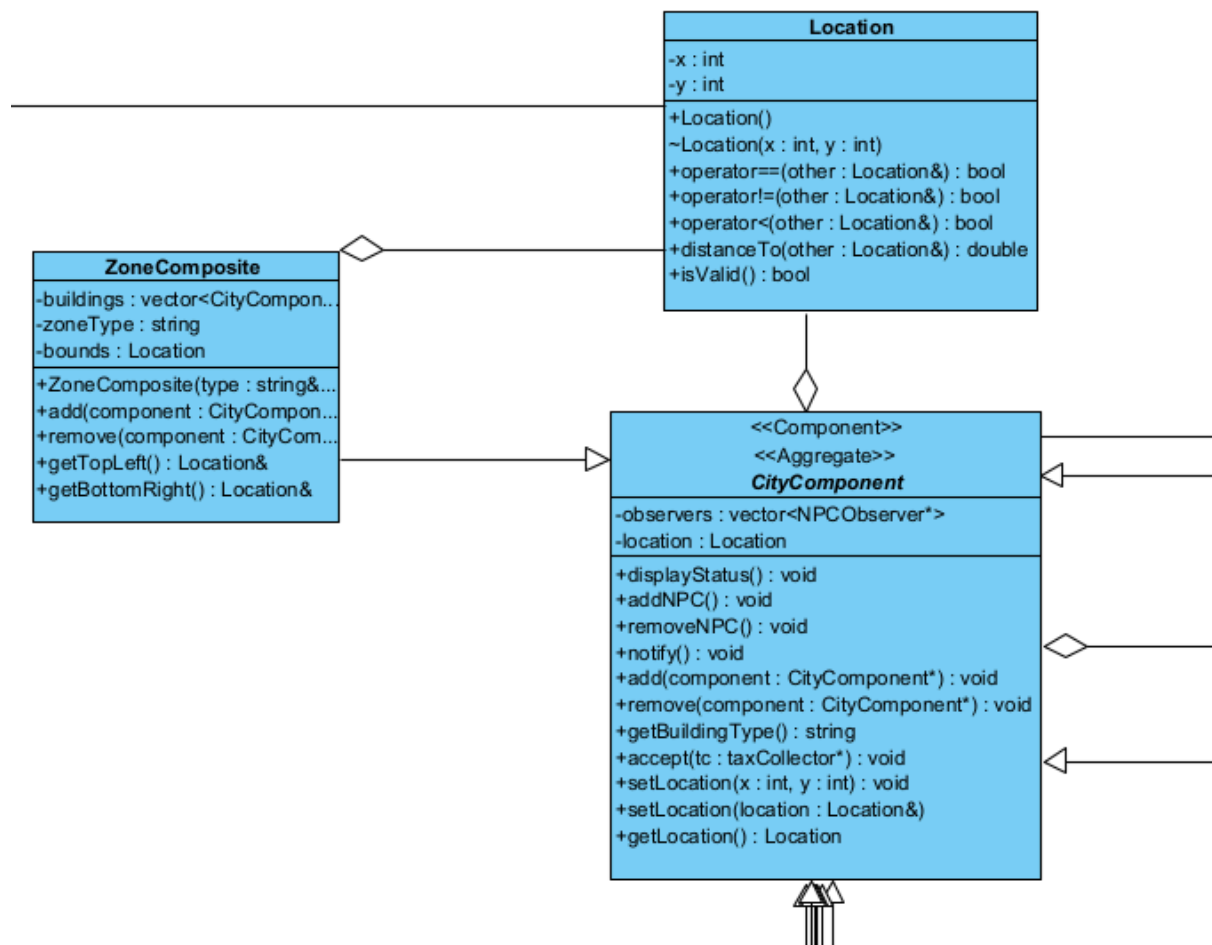 Location
-x : int
-y : int
+Location()
~Location(x : int, y : int)
+operator==(other : Location&) : bool
+operator!=(other : Location&) : bool
+operator<(other : Location&) : bool
+distanceTo(other : Location&) : double
+isValid() : bool
ZoneComposite
-buildings : vector<CityCompon...
-zoneType : string
-bounds : Location
+ZoneComposite(type : string&...
+add(component : CityCompon...
+remove(component : CityCom...
+getTopLeft() : Location&
+getBottomRight() : Location&
<<Component>>
<<Aggregate>>
CityComponent
-observers : vector<NPCObserver*>
-location : Location
+displayStatus() : void
+addNPC() : void
+removeNPC() : void
+notify() : void
+add(component : CityComponent*) : void
+remove(component : CityComponent*) : void
+getBuildingType() : string
+accept(tc : taxCollector*) : void
+setLocation(x : int, y : int) : void
+setLocation(location : Location&)
+getLocation() : Location